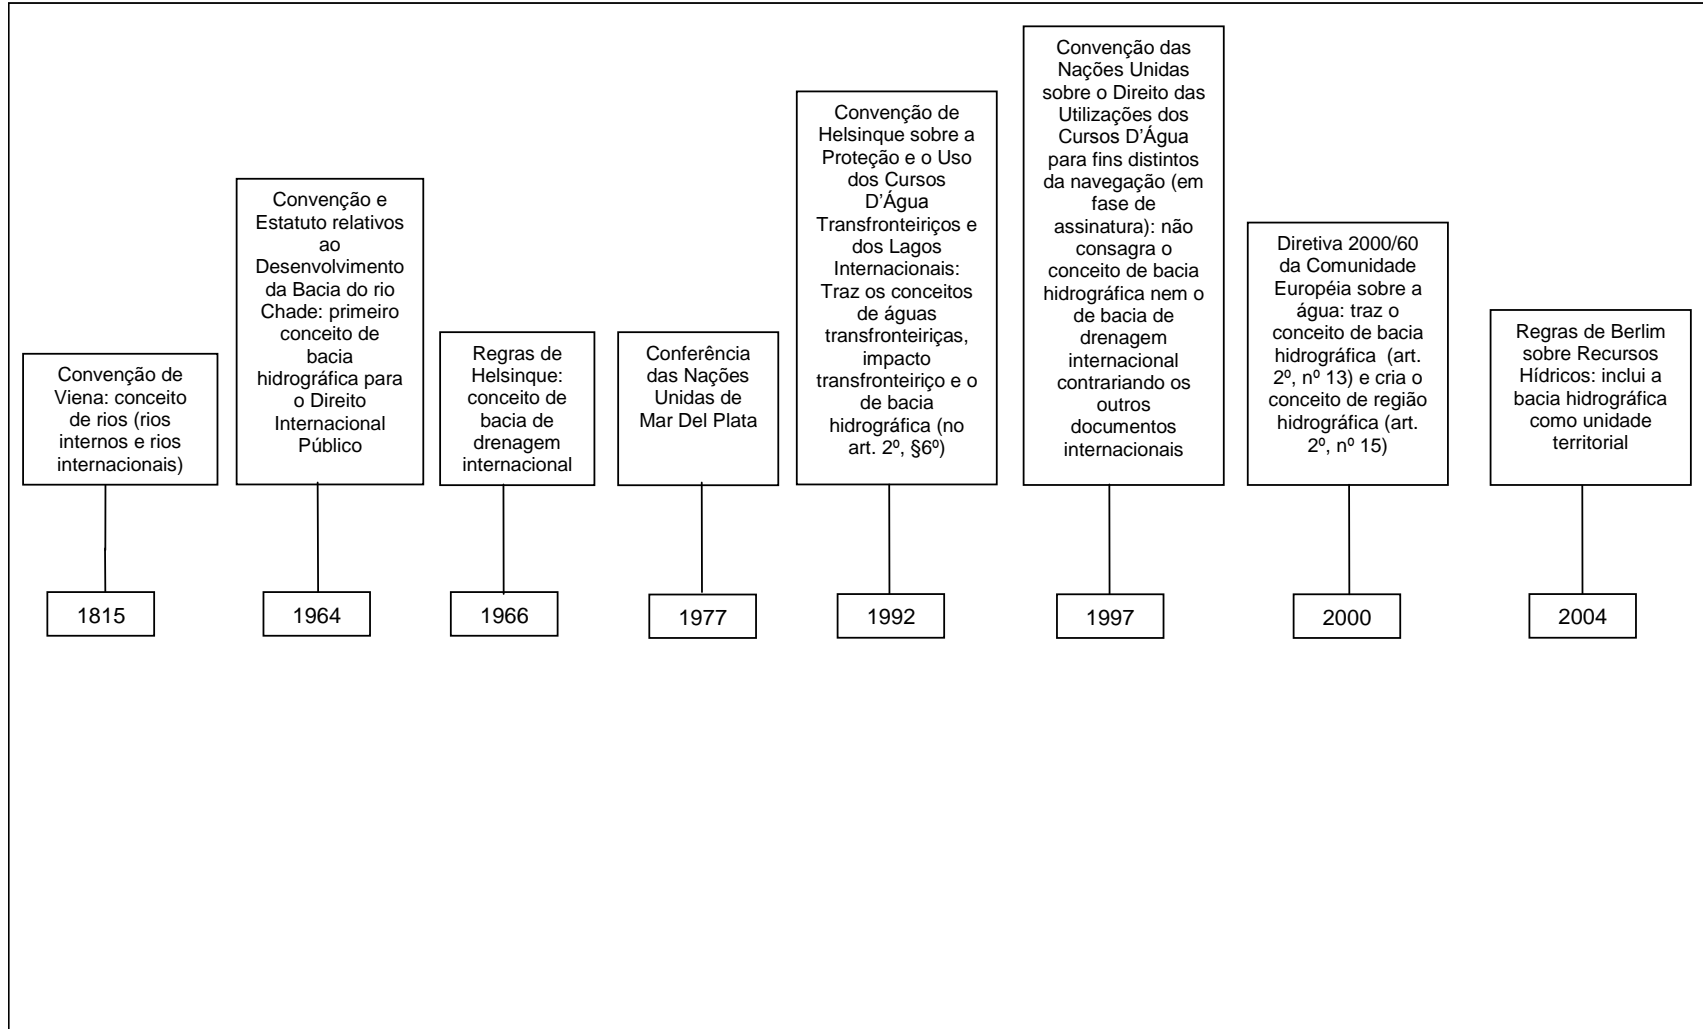 Convenção de
Viena: conceito
de rios (rios
internos e rios
internacionais)
1815
Convenção e
Estatuto relativos
ao
Desenvolvimento
da Bacia do rio
Chade: primeiro
conceito de
bacia
hidrográfica para
o Direito
Internacional
Público
1964
Regras de
Helsinque:
conceito de
bacia de
drenagem
internacional
1966
Conferência
das Nações
Unidas de
Mar Del Plata
1977
Convenção de
Helsinque sobre a
Proteção e o Uso
dos Cursos
D'Água
Transfronteiriços e
dos Lagos
Internacionais:
Traz os conceitos
de águas
transfronteiriças,
impacto
transfronteiriço e o
de bacia
hidrográfica (no
art. 2º, §6º)
1992
Convenção das
Nações Unidas
sobre o Direito das
Utilizações dos
Cursos D'Água
para fins distintos
da navegação (em
fase de
assinatura): não
consagra o
conceito de bacia
hidrográfica nem o
de bacia de
drenagem
internacional
contrariando os
outros
documentos
internacionais
1997
Diretiva 2000/60
da Comunidade
Européia sobre a
água: traz o
conceito de bacia
hidrográfica (art.
2º, nº 13) e cria o
conceito de região
hidrográfica (art.
2º, nº 15)
2000
Regras de Berlim
sobre Recursos
Hídricos: inclui a
bacia hidrográfica
como unidade
territorial
2004